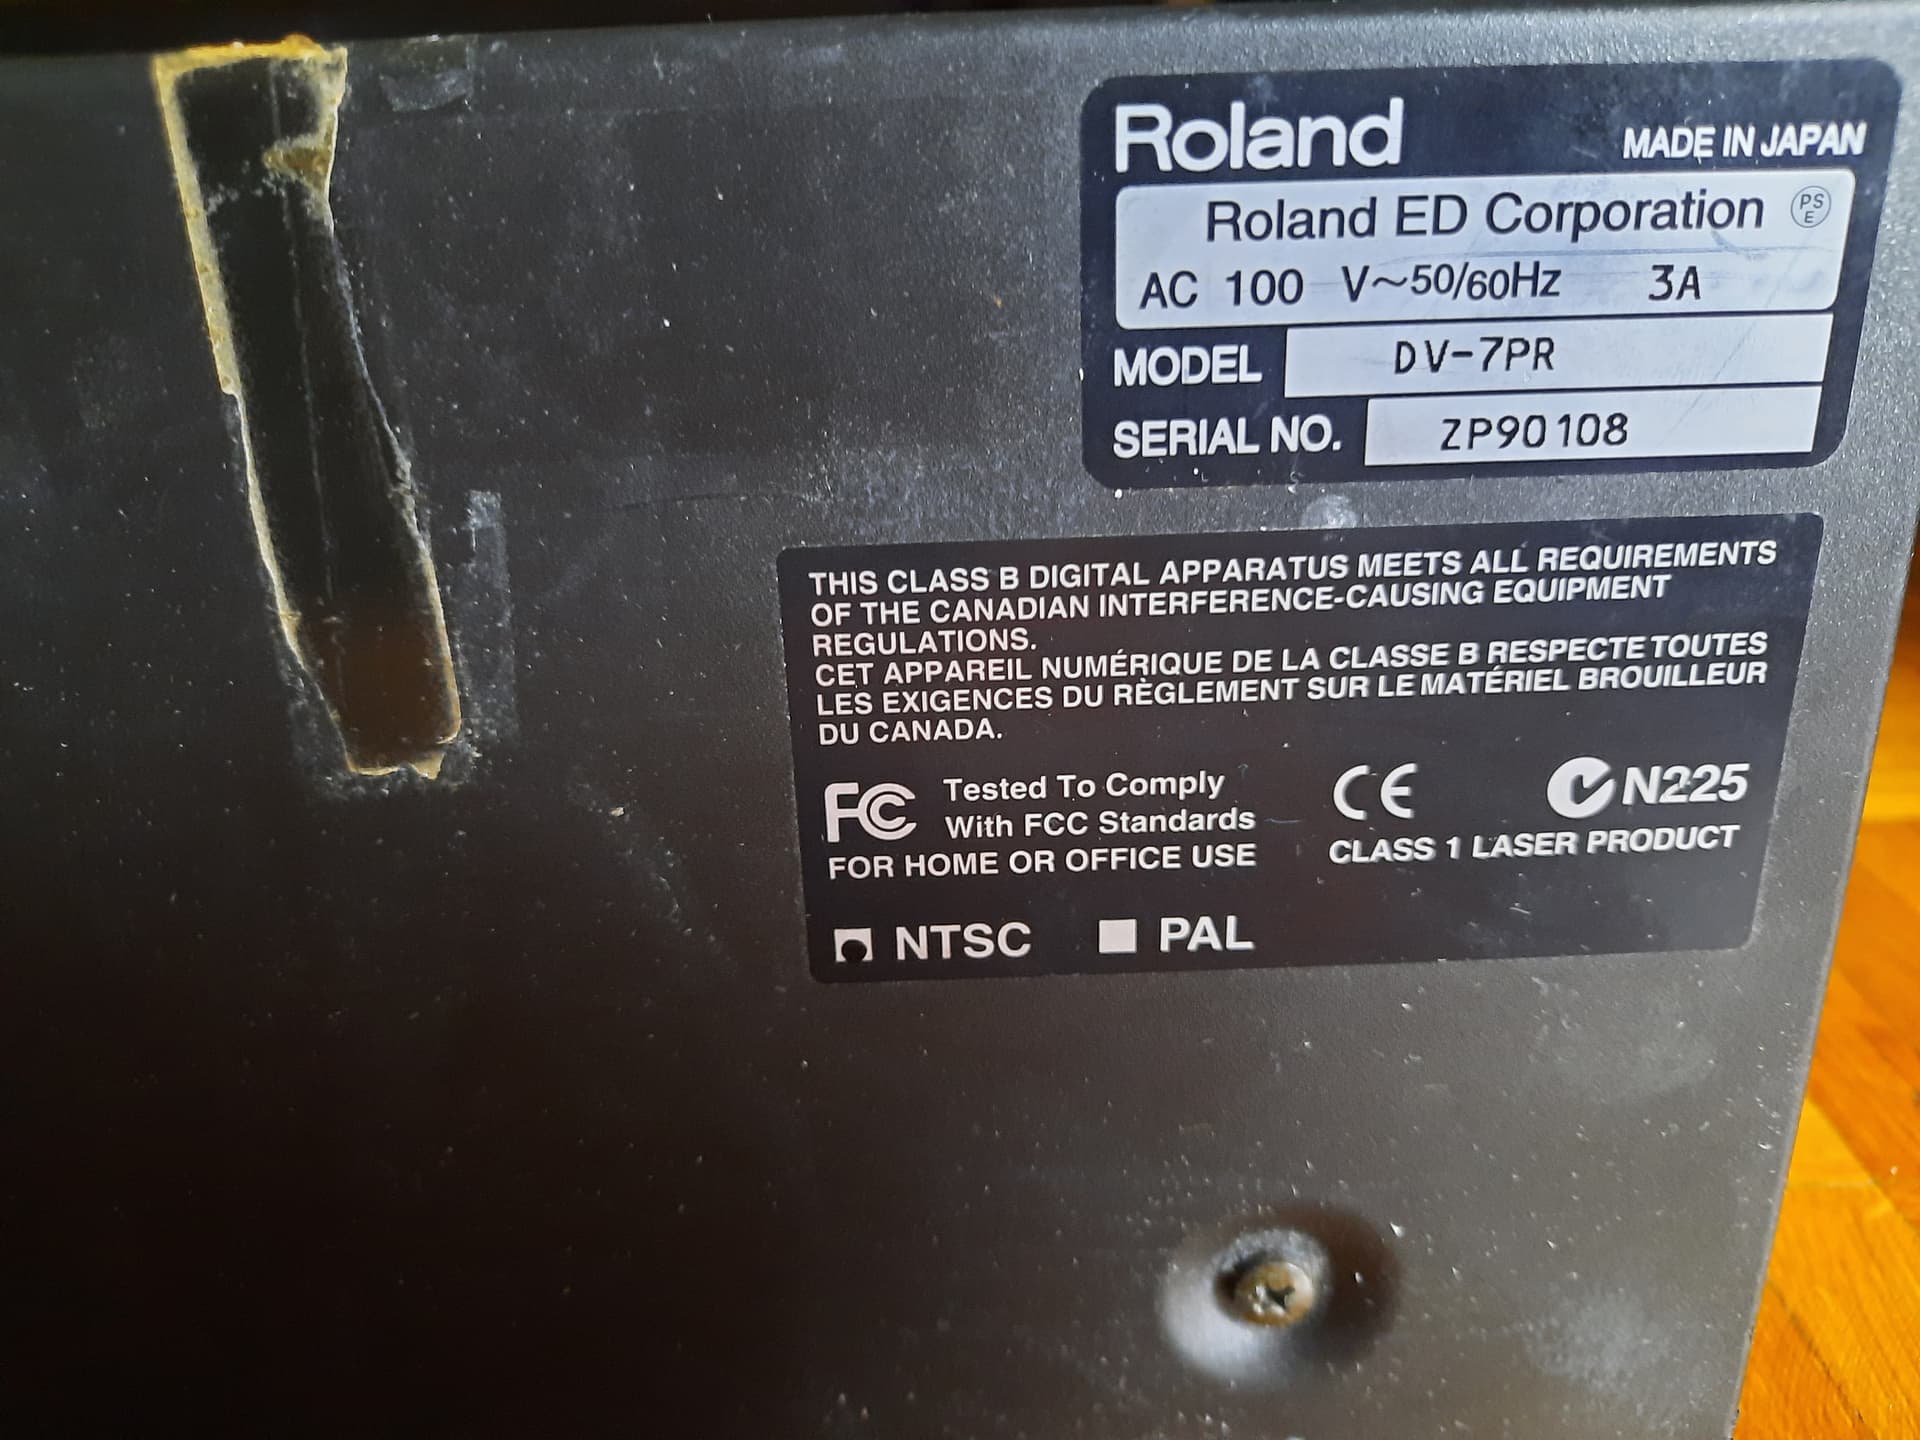 Roland MADE IN JAPAN
Roland ED Corporation PS E
AC 100 V~50/60Hz 3A
MODEL DV-7PR
SERIAL NO. ZP90108
THIS CLASS B DIGITAL APPARATUS MEETS ALL REQUIREMENTS
OF THE CANADIAN INTERFERENCE-CAUSING EQUIPMENT
REGULATIONS.
CET APPAREIL NUMÉRIQUE DE LA CLASSE B RESPECTE TOUTES
LES EXIGENCES DU RÈGLEMENT SUR LE MATÉRIEL BROUILLEUR
DU CANADA.
FC Tested To Comply
With FCC Standards
FOR HOME OR OFFICE USE
CE N225
CLASS 1 LASER PRODUCT
NTSC PAL